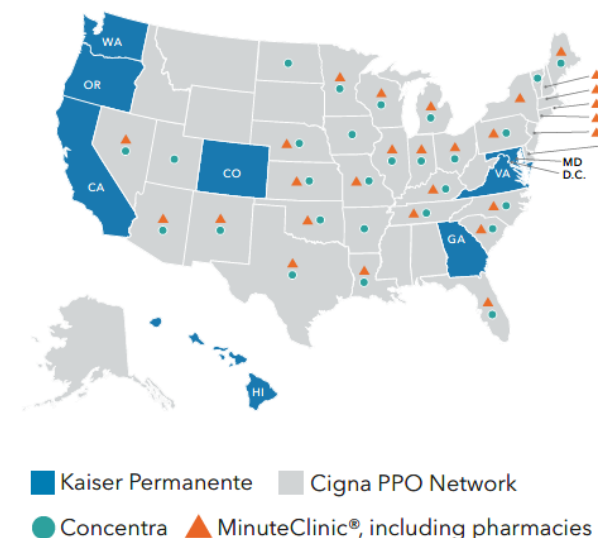 WA
OR
CA
CO
MD
VA
D.C.
GA
HI
Kaiser Permanente
Cigna PPO Network
Concentra
MinuteClinic®, including pharmacies